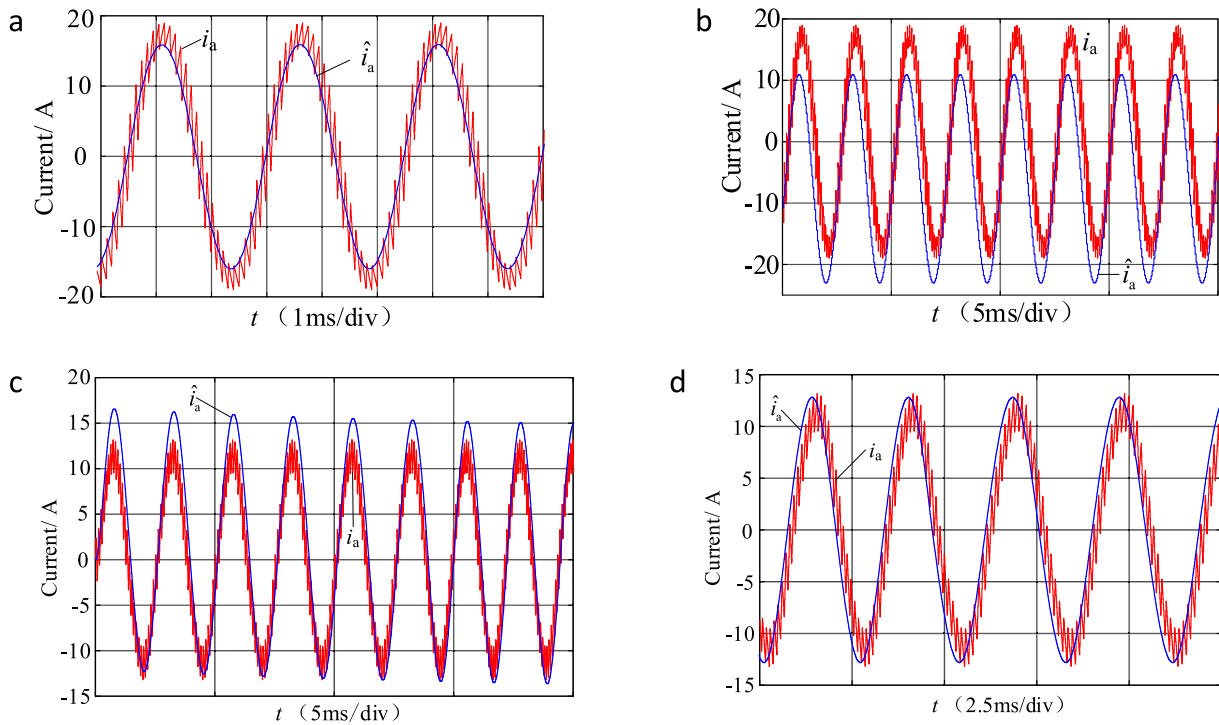 a
20
10
0
-10
-20
Current/ A
i_a
î_a
t （1ms/div）
b
20
10
0
-10
-20
Current/ A
i_a
î_a
t （5ms/div）
c
20
15
10
5
0
-5
-10
-15
Current/ A
î_a
i_a
t （5ms/div）
d
15
10
5
0
-5
-10
-15
Current/ A
î_a
i_a
t （2.5ms/div）